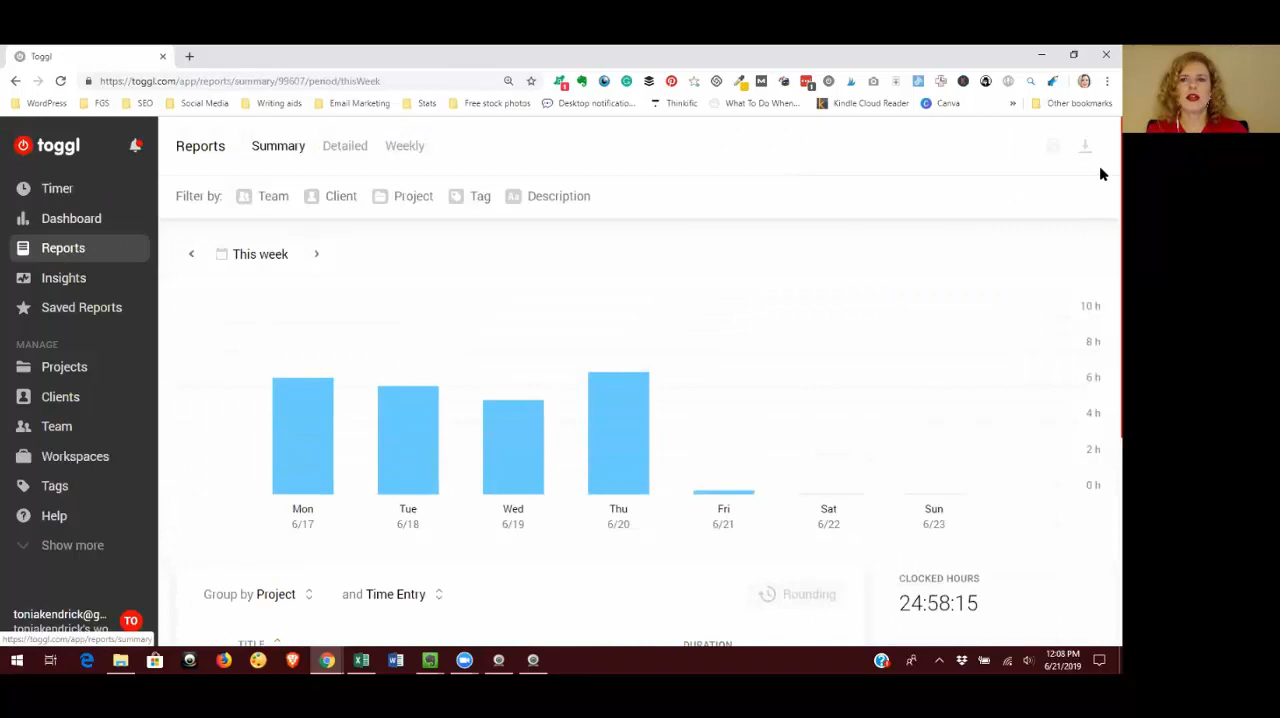 Toggl
https://toggl.com/app/reports/summary/99607/period/thisWeek
WordPress FGS SEO Social Media Writing aids Email Marketing Stats Free stock photos Desktop notificatio... Thinkific What To Do When... Kindle Cloud Reader Canva » Other bookmarks
toggl
Timer
Dashboard
Reports
Insights
Saved Reports
MANAGE
Projects
Clients
Team
Workspaces
Tags
Help
Show more
toniakendrick@g...
toniakendrick's wo
TO
https://toggl.com/app/reports/summary
Reports Summary Detailed Weekly
Filter by: Team Client Project Tag Description
This week
10 h
8 h
6 h
4 h
2 h
0 h
Mon Tue Wed Thu Fri Sat Sun
6/17 6/18 6/19 6/20 6/21 6/22 6/23
Group by Project and Time Entry
Rounding
CLOCKED HOURS
24:58:15
TITLE DURATION
12:08 PM
6/21/2019